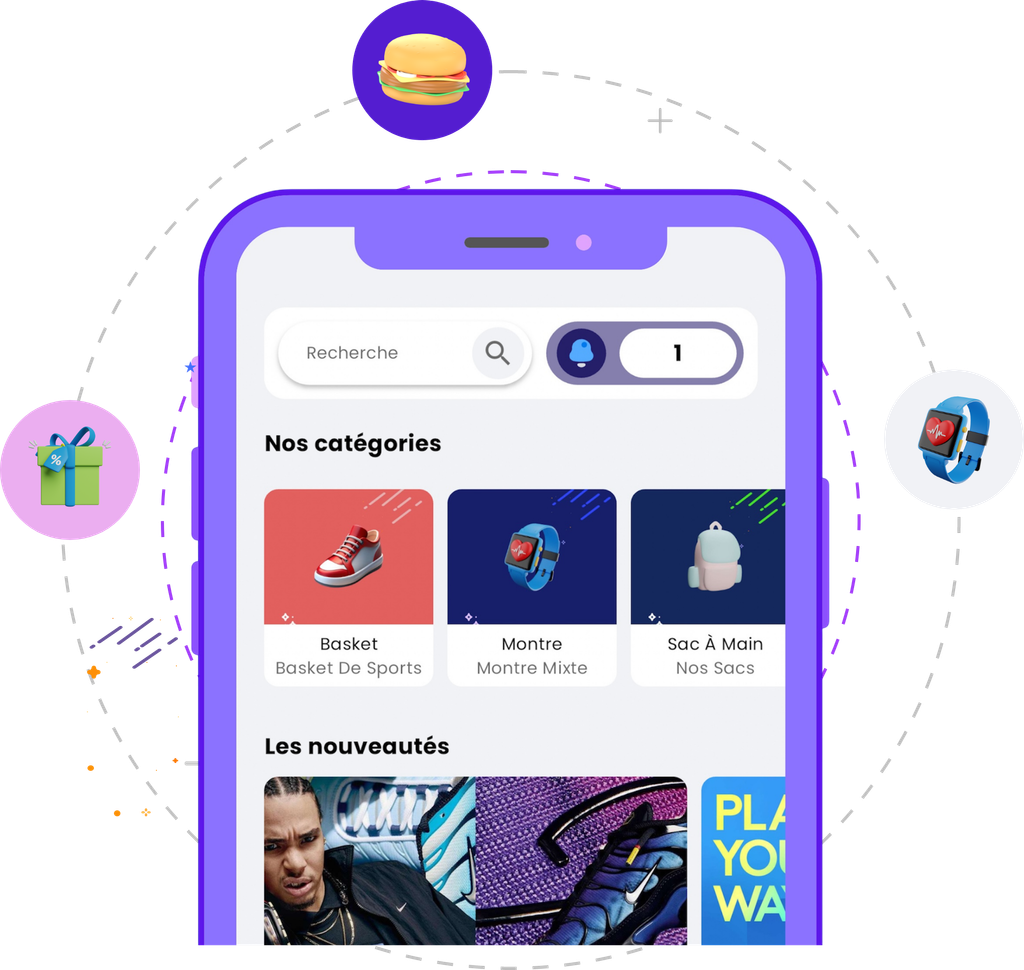 Recherche
1
Nos catégories
%
Basket
Basket De Sports
Montre
Montre Mixte
Sac À Main
Nos Sacs
Les nouveautés
PLA
YOU
WA